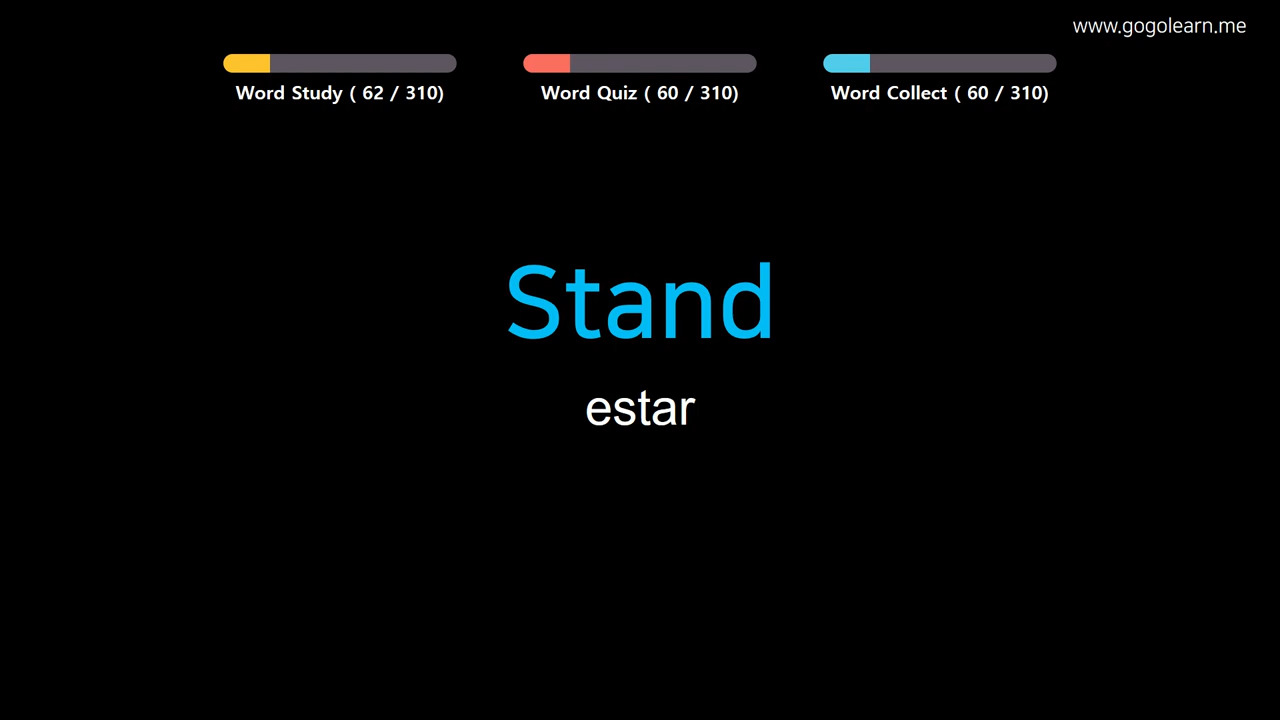 www.gogolearn.me
Word Study ( 62 / 310)
Word Quiz ( 60 / 310)
Word Collect ( 60 / 310)
Stand
estar